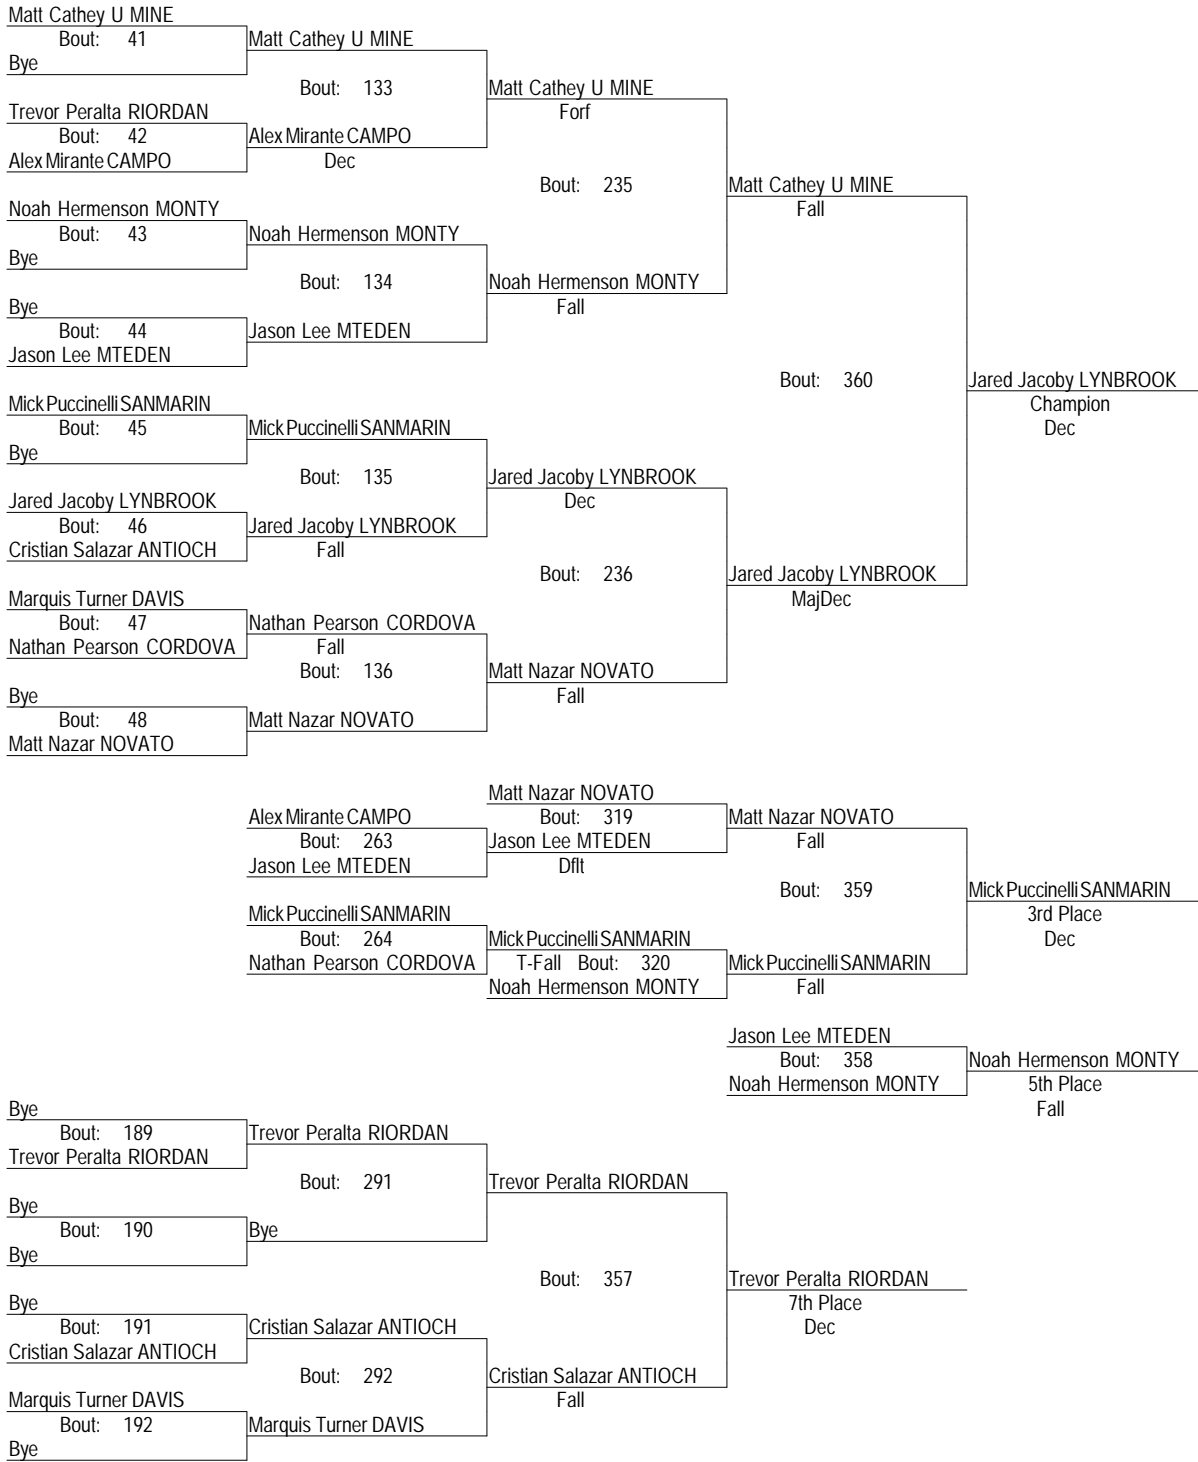 Matt Cathey U MINE
Bout: 41
Matt Cathey U MINE
Bye
Bout: 133
Matt Cathey U MINE
Trevor Peralta RIORDAN
Forf
Bout: 42
Alex Mirante CAMPO
Alex Mirante CAMPO
Dec
Bout: 235
Matt Cathey U MINE
Noah Hermenson MONTY
Fall
Bout: 43
Noah Hermenson MONTY
Bye
Bout: 134
Noah Hermenson MONTY
Bye
Fall
Bout: 44
Jason Lee MTEDEN
Jason Lee MTEDEN
Bout: 360
Jared Jacoby LYNBROOK
Mick Puccinelli SANMARIN
Champion
Bout: 45
Mick Puccinelli SANMARIN
Dec
Bye
Bout: 135
Jared Jacoby LYNBROOK
Jared Jacoby LYNBROOK
Dec
Bout: 46
Jared Jacoby LYNBROOK
Cristian Salazar ANTIOCH
Fall
Bout: 236
Jared Jacoby LYNBROOK
Marquis Turner DAVIS
MajDec
Bout: 47
Nathan Pearson CORDOVA
Nathan Pearson CORDOVA
Fall
Bout: 136
Matt Nazar NOVATO
Bye
Fall
Bout: 48
Matt Nazar NOVATO
Matt Nazar NOVATO
Matt Nazar NOVATO
Alex Mirante CAMPO
Bout: 319
Matt Nazar NOVATO
Bout: 263
Jason Lee MTEDEN
Fall
Jason Lee MTEDEN
Dflt
Bout: 359
Mick Puccinelli SANMARIN
Mick Puccinelli SANMARIN
3rd Place
Bout: 264
Mick Puccinelli SANMARIN
Dec
Nathan Pearson CORDOVA
T-Fall Bout: 320
Mick Puccinelli SANMARIN
Noah Hermenson MONTY
Fall
Jason Lee MTEDEN
Bout: 358
Noah Hermenson MONTY
Noah Hermenson MONTY
5th Place
Bye
Fall
Bout: 189
Trevor Peralta RIORDAN
Trevor Peralta RIORDAN
Bout: 291
Trevor Peralta RIORDAN
Bye
Bout: 190
Bye
Bye
Bout: 357
Trevor Peralta RIORDAN
Bye
7th Place
Bout: 191
Cristian Salazar ANTIOCH
Dec
Cristian Salazar ANTIOCH
Bout: 292
Cristian Salazar ANTIOCH
Marquis Turner DAVIS
Fall
Bout: 192
Marquis Turner DAVIS
Bye